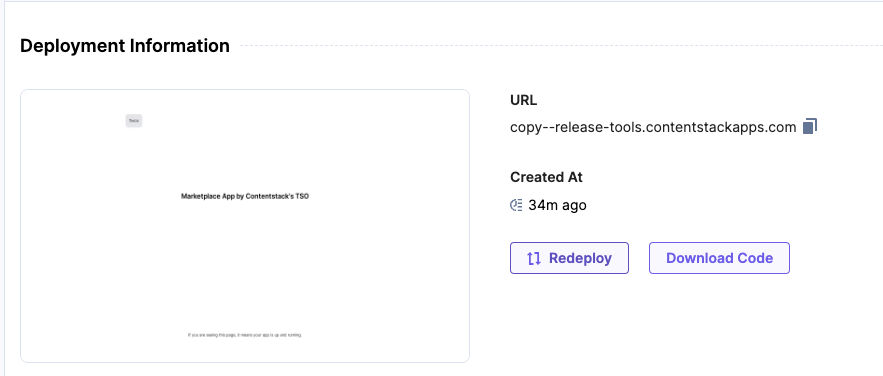 Deployment Information
Marketplace App by Contentstack's TSO
If you are seeing this page, it means your app is up and running.
URL
copy--release-tools.contentstackapps.com
Created At
34m ago
Redeploy
Download Code